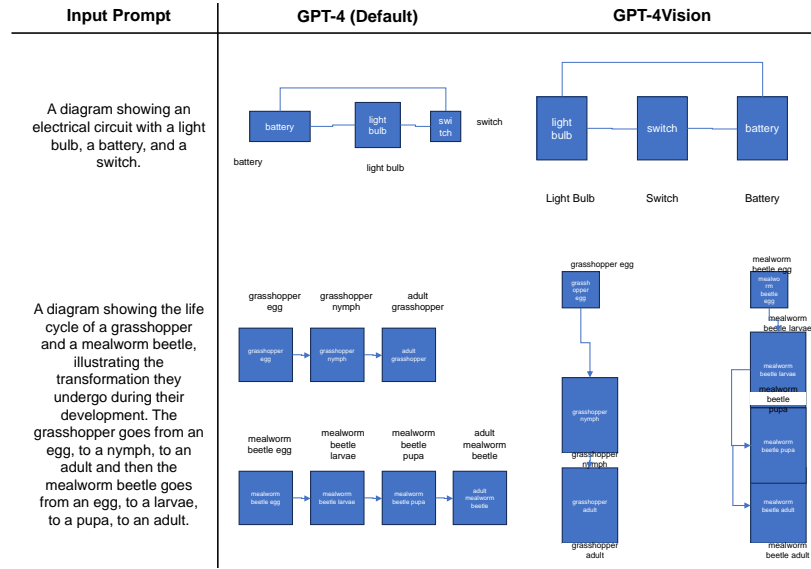 Input Prompt
GPT-4 (Default)
GPT-4Vision
A diagram showing an
electrical circuit with a light
bulb, a battery, and a
switch.
battery
light
bulb
swi
tch
switch
battery
light bulb
light
bulb
switch
battery
Light Bulb
Switch
Battery
A diagram showing the life
cycle of a grasshopper
and a mealworm beetle,
illustrating the
transformation they
undergo during their
development. The
grasshopper goes from an
egg, to a nymph, to an
adult and then the
mealworm beetle goes
from an egg, to a larvae,
to a pupa, to an adult.
grasshopper
egg
grasshopper
nymph
adult
grasshopper
grasshopper
egg
grasshopper
nymph
adult
grasshopper
mealworm
beetle egg
mealworm
beetle
larvae
mealworm
beetle
pupa
adult
mealworm
beetle
mealworm
beetle egg
mealworm
beetle larvae
mealworm
beetle pupa
adult
mealworm
beetle
grasshopper egg
grassh
opper
egg
grasshopper
nymph
grasshopper
nymph
grasshopper
adult
grasshopper
adult
mealworm
beetle egg
mealwo
rm
beetle
egg
mealworm
beetle larvae
mealworm
beetle larvae
mealworm
beetle
pupa
mealworm
beetle pupa
mealworm
beetle adult
mealworm
beetle adult